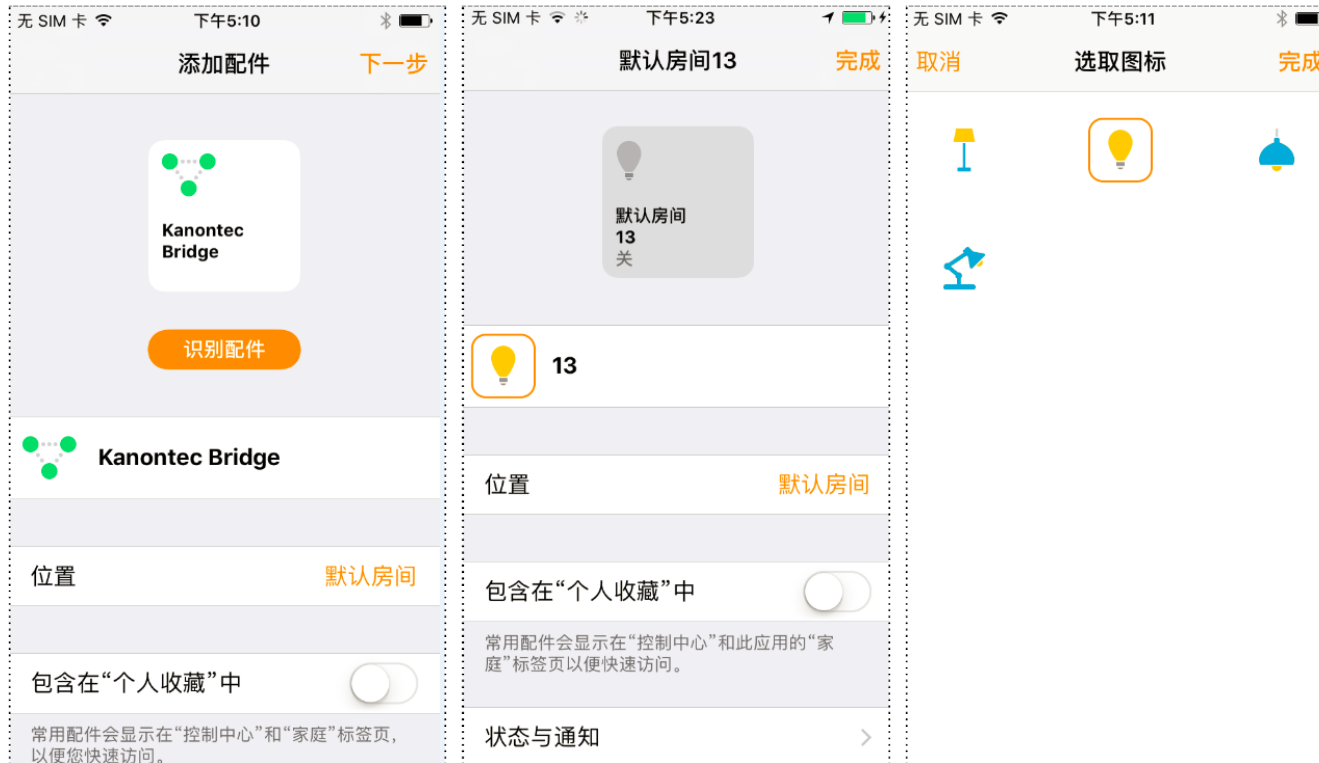 无 SIM 卡 下午5:10
添加配件 下一步
Kanontec
Bridge
识别配件
Kanontec Bridge
位置 默认房间
包含在“个人收藏”中
常用配件会显示在“控制中心”和“家庭”标签页,
以便您快速访问。
无 SIM 卡 下午5:23
默认房间13 完成
默认房间
13
关
13
位置 默认房间
包含在“个人收藏”中
常用配件会显示在“控制中心”和此应用的“家
庭”标签页以便快速访问。
状态与通知
无 SIM 卡 下午5:11
取消 选取图标 完成